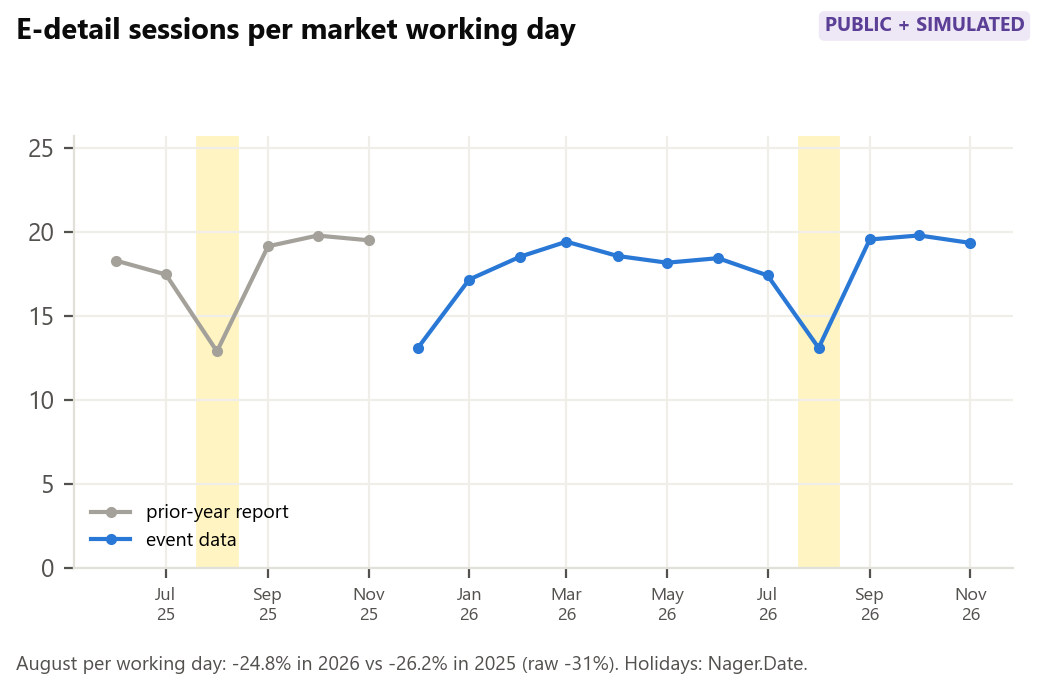 E-detail sessions per market working day
PUBLIC + SIMULATED
25
20
15
10
5
0
prior-year report
event data
Jul
25
Sep
25
Nov
25
Jan
26
Mar
26
May
26
Jul
26
Sep
26
Nov
26
August per working day: -24.8% in 2026 vs -26.2% in 2025 (raw -31%). Holidays: Nager.Date.